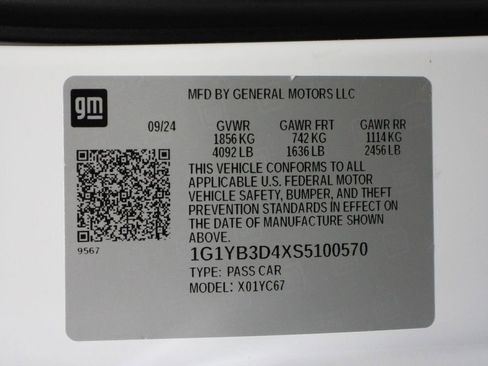 gm
MFD BY GENERAL MOTORS LLC
09/24 GVWR GAWR FRT GAWR RR
1856 KG 742 KG 1114 KG
4092 LB 1636 LB 2456 LB
THIS VEHICLE CONFORMS TO ALL
APPLICABLE U.S. FEDERAL MOTOR
VEHICLE SAFETY, BUMPER, AND THEFT
PREVENTION STANDARDS IN EFFECT ON
THE DATE OF MANUFACTURE SHOWN
ABOVE.
9567
1G1YB3D4XS5100570
TYPE: PASS CAR
MODEL: X01YC67